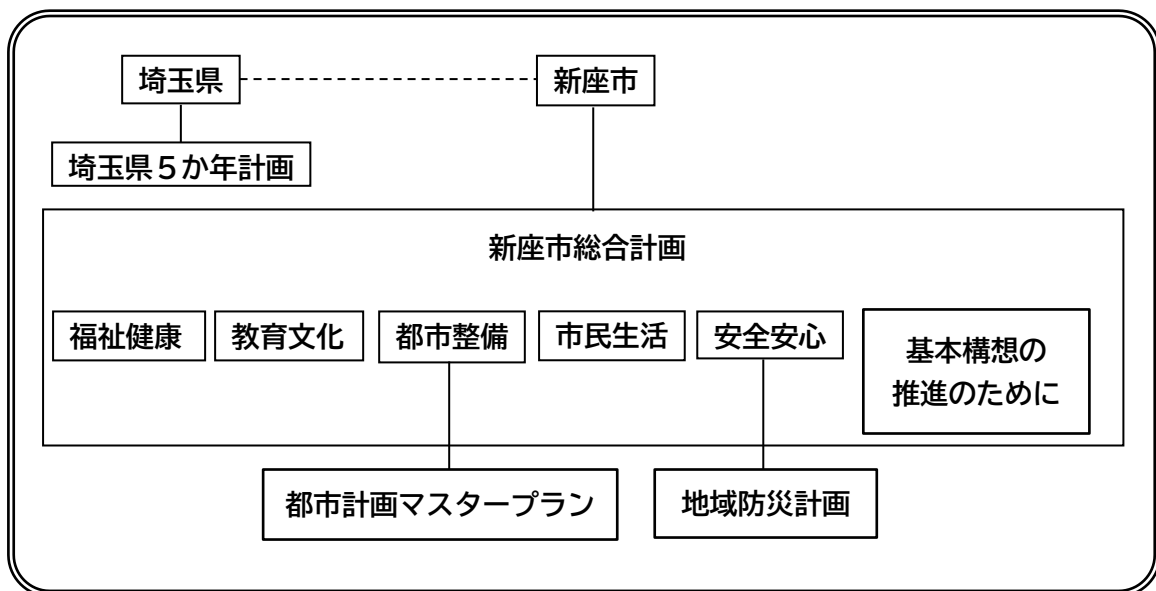 埼玉県
新座市
埼玉県５か年計画
新座市総合計画
福祉健康
教育文化
都市整備
市民生活
安全安心
基本構想の
推進のために
都市計画マスタープラン
地域防災計画